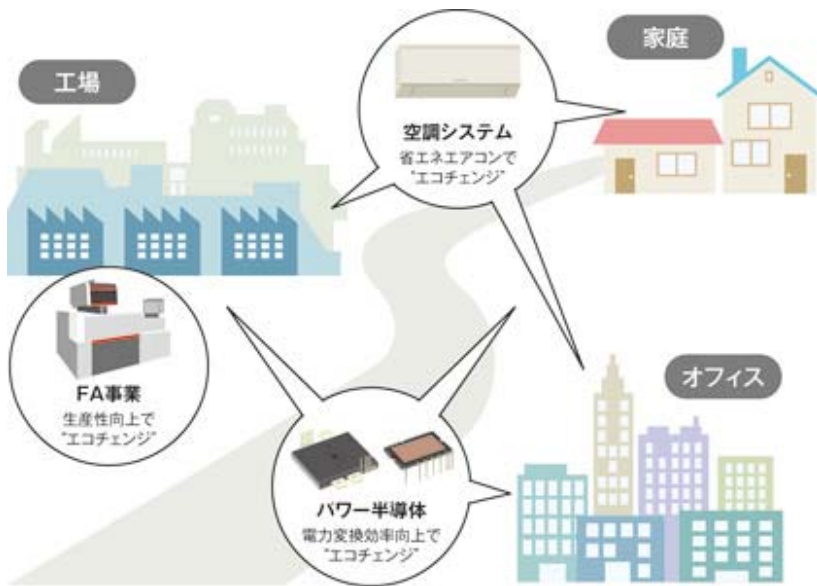 工場
家庭
空調システム
省エネエアコンで
"エコチェンジ"
FA事業
生産性向上で
"エコチェンジ"
オフィス
パワー半導体
電力変換効率向上で
"エコチェンジ"